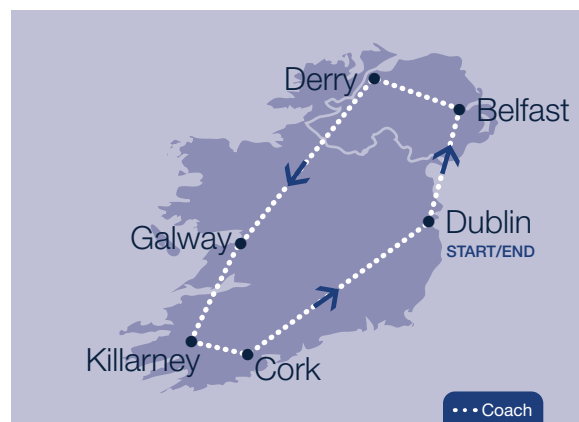 Derry
Belfast
Dublin
START/END
Galway
Killarney
Cork
Coach